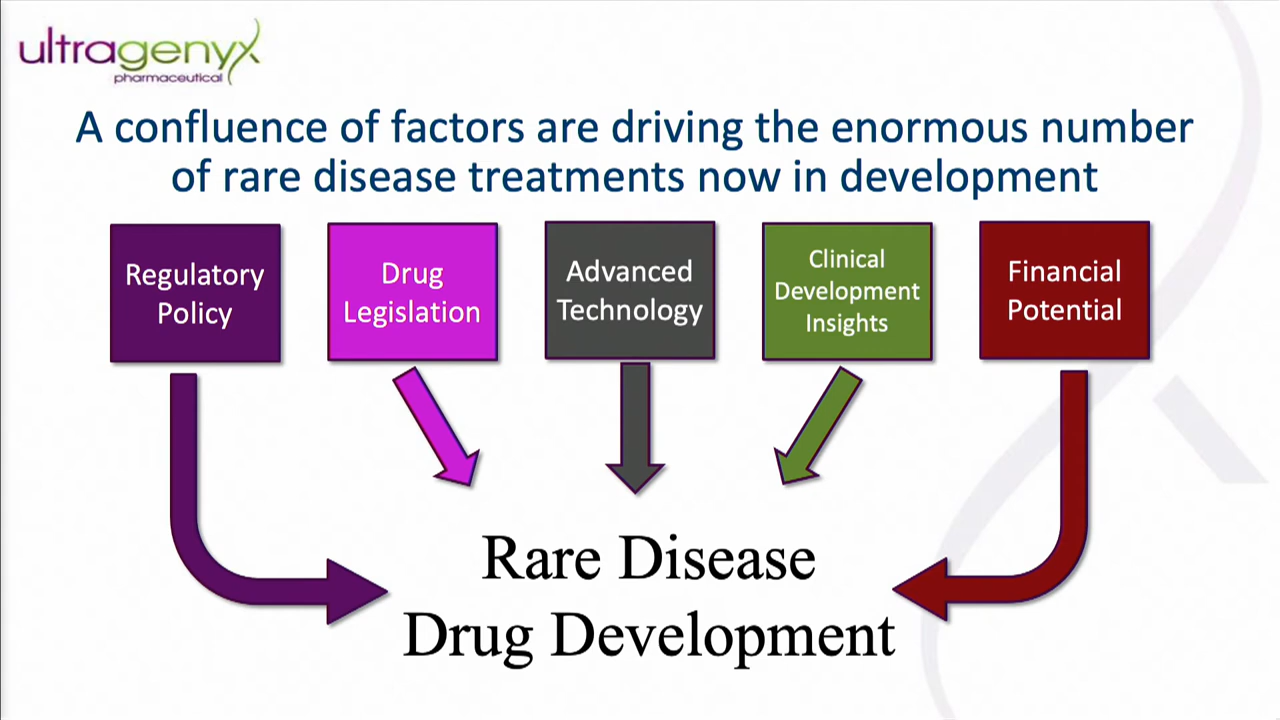 ultragenyx
pharmaceutical
A confluence of factors are driving the enormous number
of rare disease treatments now in development
Regulatory
Policy
Drug
Legislation
Advanced
Technology
Clinical
Development
Insights
Financial
Potential
Rare Disease
Drug Development